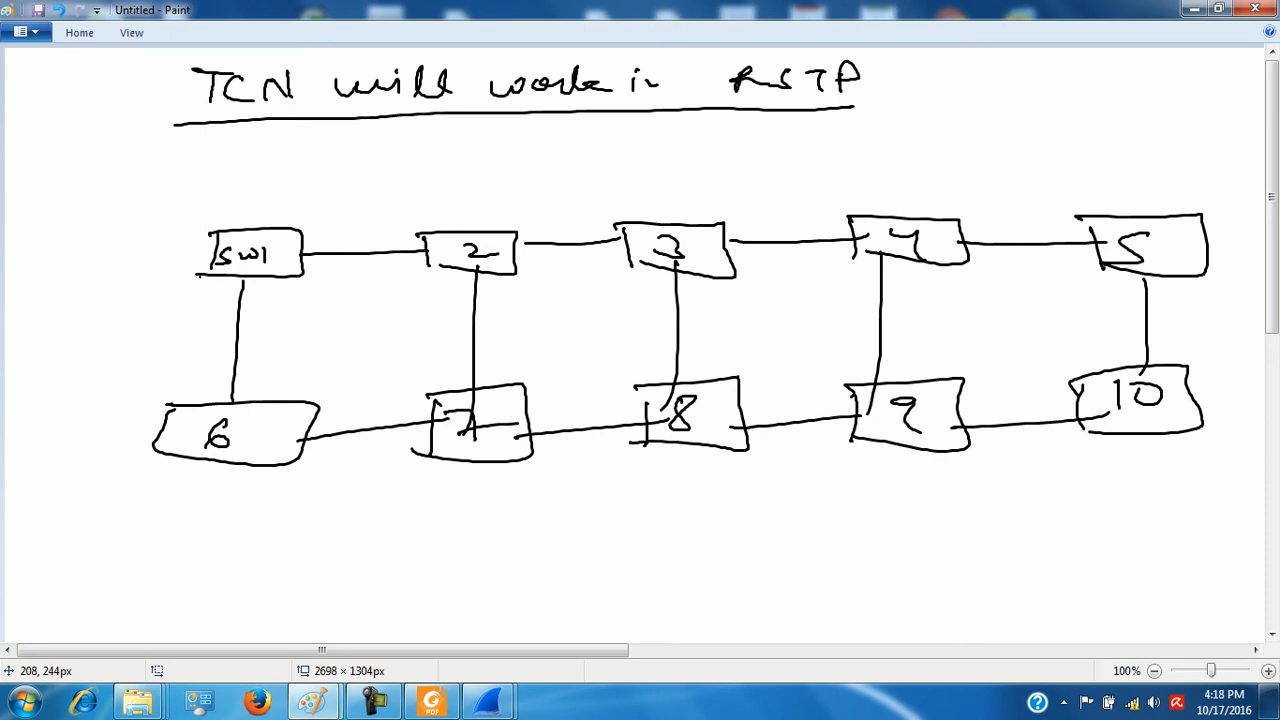 Untitled - Paint
Home View
TCN will work in RSTP
SW1 2 3 4 5
6 7 8 9 10
208, 244px 2698 × 1304px 100%
PDF
4:18 PM
10/17/2016